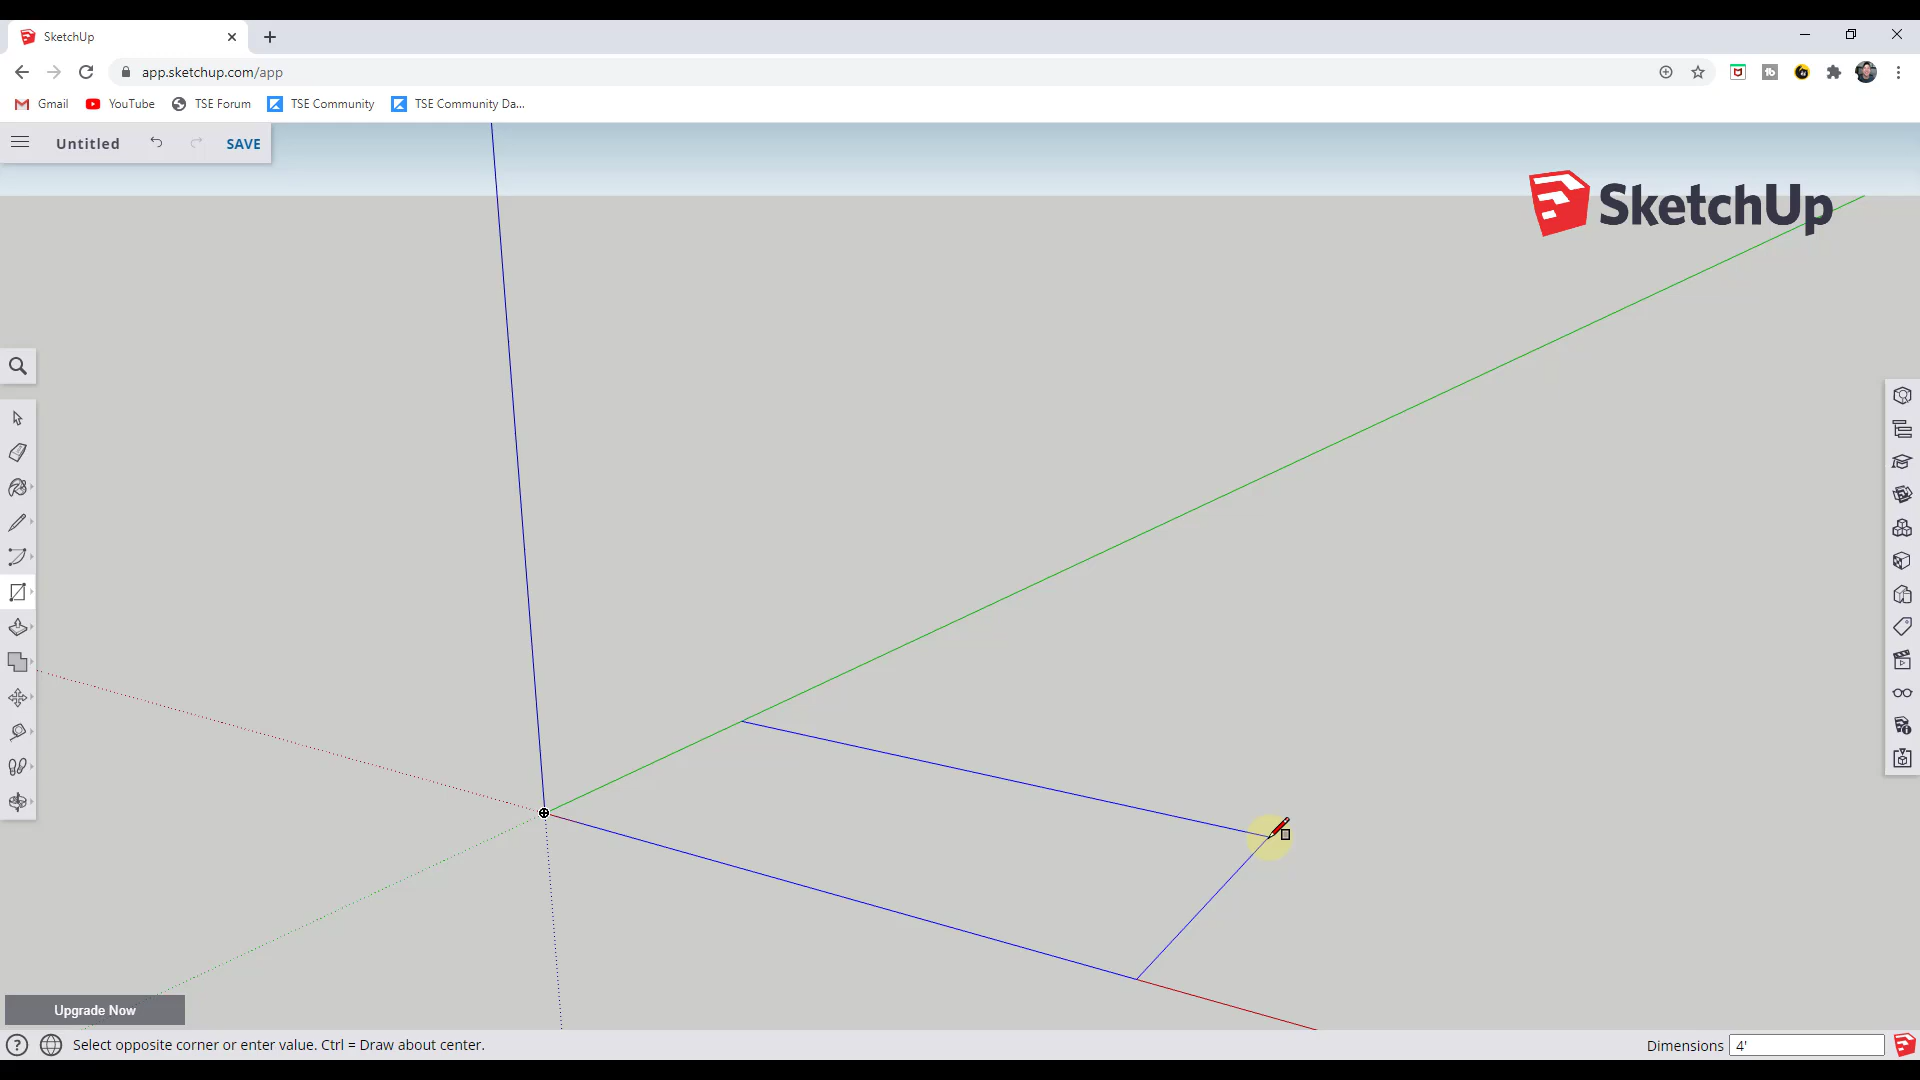 SketchUp
app.sketchup.com/app
Gmail YouTube TSE Forum TSE Community TSE Community Da...
Untitled SAVE
SketchUp
Upgrade Now
Select opposite corner or enter value. Ctrl = Draw about center.
Dimensions 4'